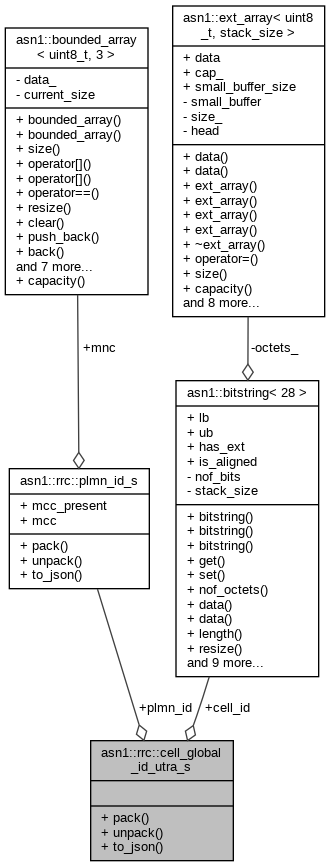 asn1::bounded_array
< uint8_t, 3 >
- data_
- current_size
+ bounded_array()
+ bounded_array()
+ size()
+ operator[]()
+ operator[]()
+ operator==()
+ resize()
+ clear()
+ push_back()
+ back()
and 7 more...
+ capacity()
asn1::ext_array< uint8
_t, stack_size >
+ data
+ cap_
+ small_buffer_size
- small_buffer
- size_
- head
+ data()
+ data()
+ ext_array()
+ ext_array()
+ ext_array()
+ ext_array()
+ ~ext_array()
+ operator=()
+ size()
+ capacity()
and 8 more...
+mnc
-octets_
asn1::rrc::plmn_id_s
+ mcc_present
+ mcc
+ pack()
+ unpack()
+ to_json()
asn1::bitstring< 28 >
+ lb
+ ub
+ has_ext
+ is_aligned
- nof_bits
- stack_size
+ bitstring()
+ bitstring()
+ bitstring()
+ get()
+ set()
+ nof_octets()
+ data()
+ data()
+ length()
+ resize()
and 9 more...
+plmn_id
+cell_id
asn1::rrc::cell_global
_id_utra_s
+ pack()
+ unpack()
+ to_json()